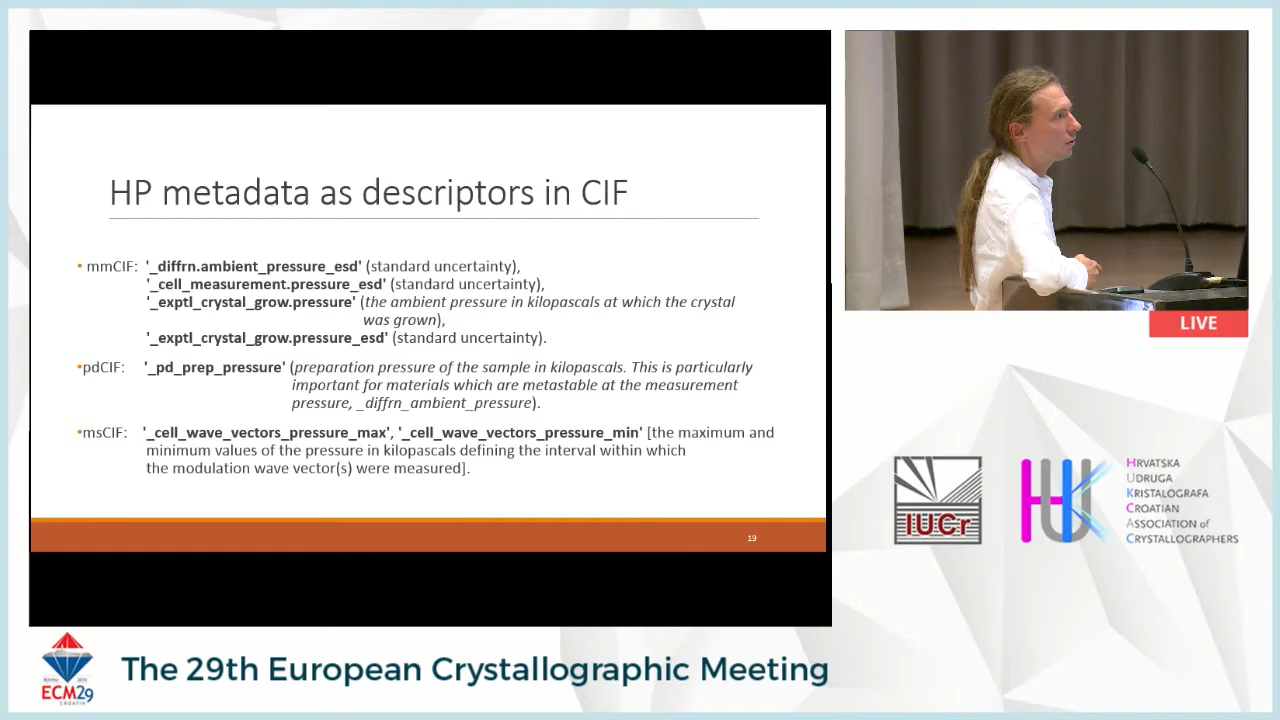 HP metadata as descriptors in CIF
• mmCIF: '_diffrn.ambient_pressure_esd' (standard uncertainty),
'_cell_measurement.pressure_esd' (standard uncertainty),
'_exptl_crystal_grow.pressure' (the ambient pressure in kilopascals at which the crystal
was grown),
'_exptl_crystal_grow.pressure_esd' (standard uncertainty).
•pdCIF: '_pd_prep_pressure' (preparation pressure of the sample in kilopascals. This is particularly
important for materials which are metastable at the measurement
pressure, _diffrn_ambient_pressure).
•msCIF: '_cell_wave_vectors_pressure_max', '_cell_wave_vectors_pressure_min' [the maximum and
minimum values of the pressure in kilopascals defining the interval within which
the modulation wave vector(s) were measured].
19
LIVE
IUCr
HUK
HRVATSKA
UDRUGA
KRISTALOGRAFA
CROATIAN
ASSOCIATION of
CRYSTALLOGRAPHERS
ECM29
CROATIA
The 29th European Crystallographic Meeting